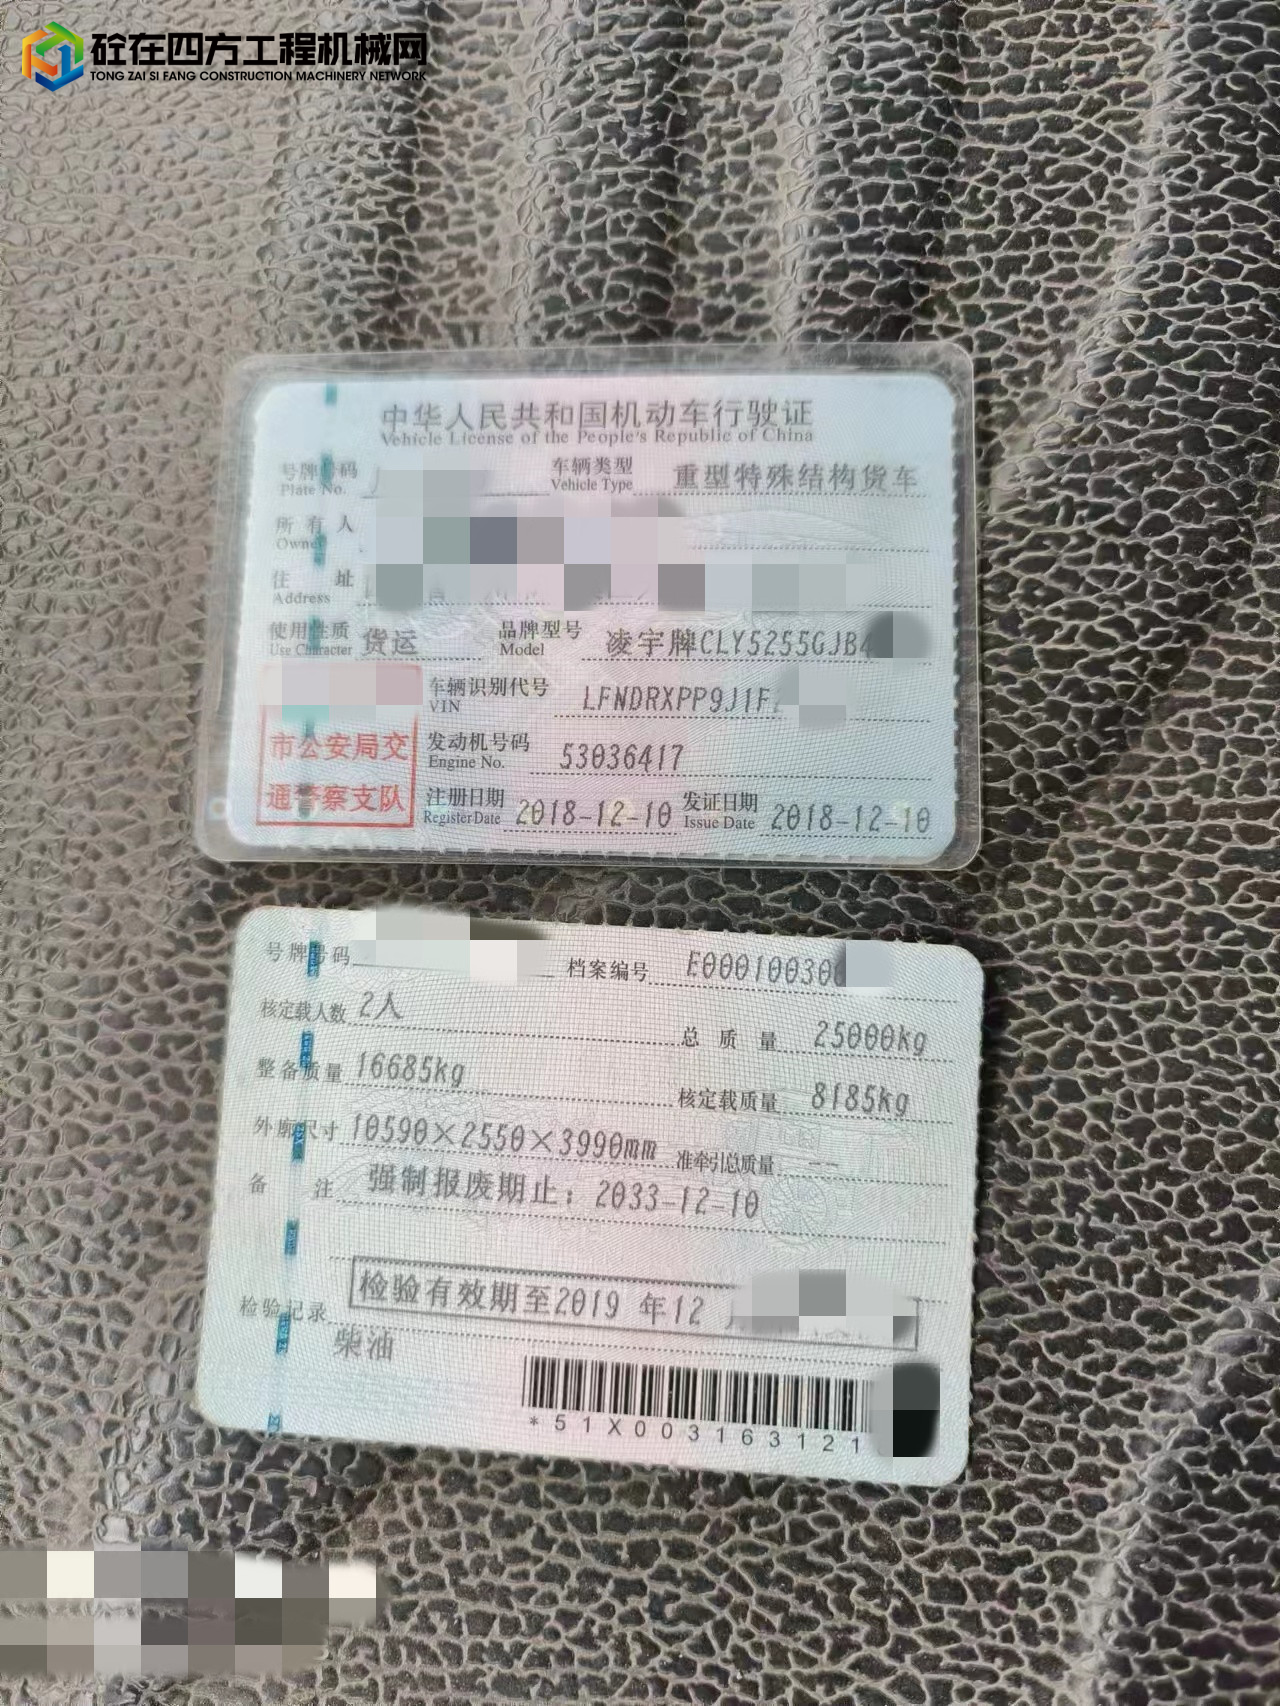 砼在四方工程机械网
TONG ZAI SI FANG CONSTRUCTION MACHINERY NETWORK
中华人民共和国机动车行驶证
Vehicle License of the People's Republic of China
号牌号码 车辆类型 重型特殊结构货车
Plate No. Vehicle Type
所有人
Owner
住址
Address
使用性质 货运 品牌型号 凌宇牌CLY5255GJB4
Use Character Model
车辆识别代号 LFNDRXPP9J1F
VIN
市公安局交
通警察支队
发动机号码 53036417
Engine No.
注册日期 2018-12-10 发证日期 2018-12-10
Register Date Issue Date
号牌号码 档案编号 E000100300
核定载人数 2人 总质量 25000kg
整备质量 16685kg 核定载质量 8185kg
外廓尺寸 10590×2550×3990mm 准牵引总质量 --
备注 强制报废期止：2033-12-10
检验记录 检验有效期至2019年12
柴油
*51X003163121